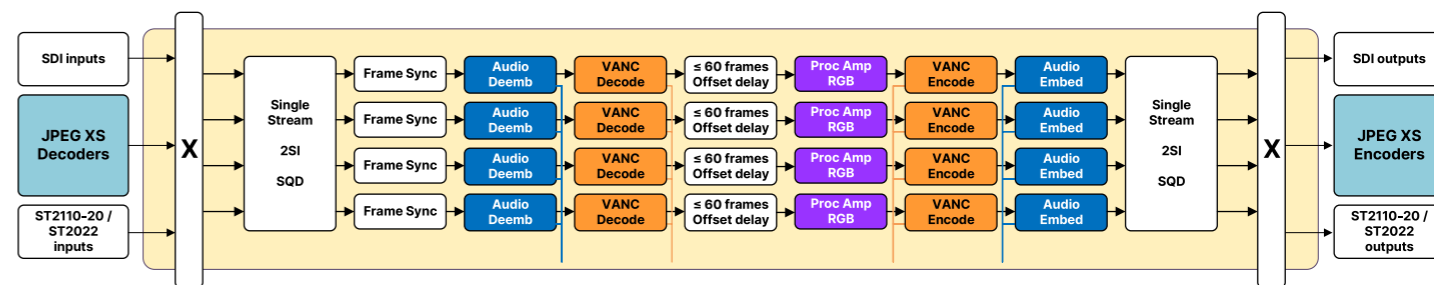 SDI inputs
JPEG XS
Decoders
ST2110-20 /
ST2022
inputs
X
Single
Stream
2SI
SQD
Frame Sync
Audio
Deemb
VANC
Decode
≤ 60 frames
Offset delay
Proc Amp
RGB
VANC
Encode
Audio
Embed
Frame Sync
Audio
Deemb
VANC
Decode
≤ 60 frames
Offset delay
Proc Amp
RGB
VANC
Encode
Audio
Embed
Frame Sync
Audio
Deemb
VANC
Decode
≤ 60 frames
Offset delay
Proc Amp
RGB
VANC
Encode
Audio
Embed
Frame Sync
Audio
Deemb
VANC
Decode
≤ 60 frames
Offset delay
Proc Amp
RGB
VANC
Encode
Audio
Embed
Single
Stream
2SI
SQD
X
SDI outputs
JPEG XS
Encoders
ST2110-20 /
ST2022
outputs